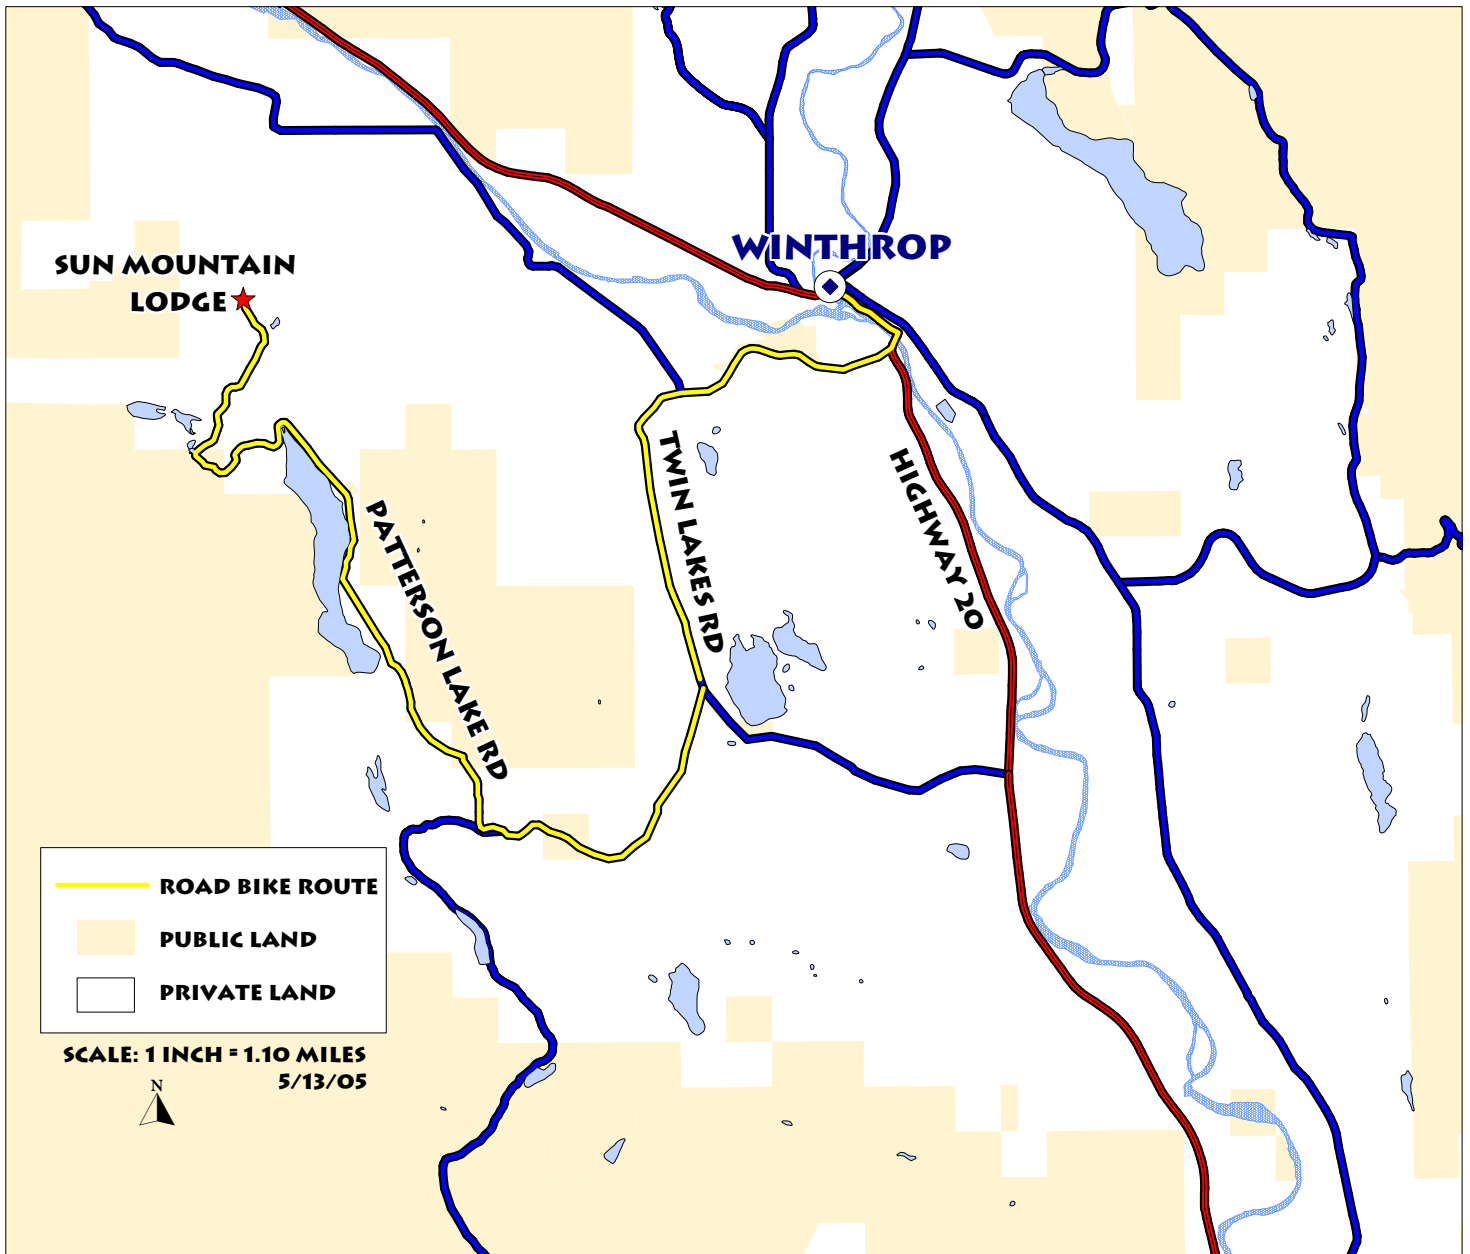 WINTHROP
SUN MOUNTAIN
LODGE
TWIN LAKES RD
HIGHWAY 20
PATTERSON LAKE RD
ROAD BIKE ROUTE
PUBLIC LAND
PRIVATE LAND
SCALE: 1 INCH = 1.10 MILES
5/13/05
N